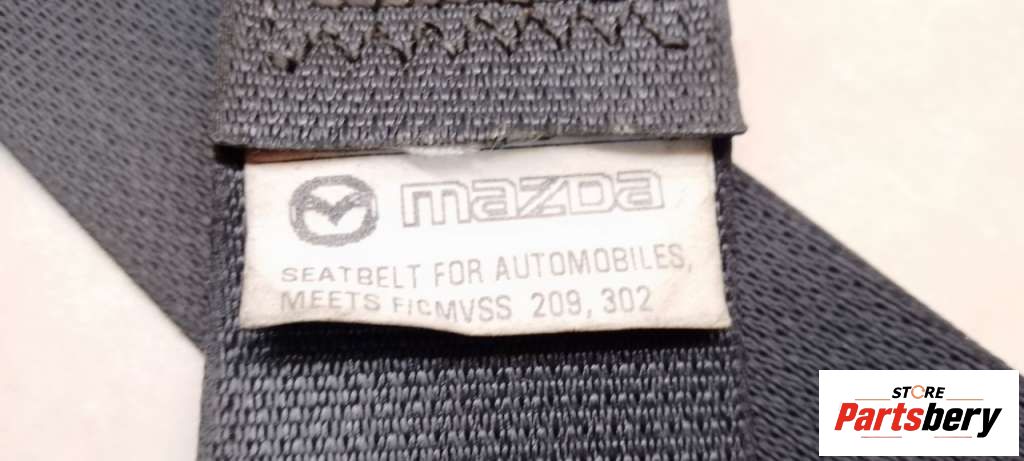 mazda
SEATBELT FOR AUTOMOBILES,
MEETS F/CMVSS 209, 302
STORE
Partsbery